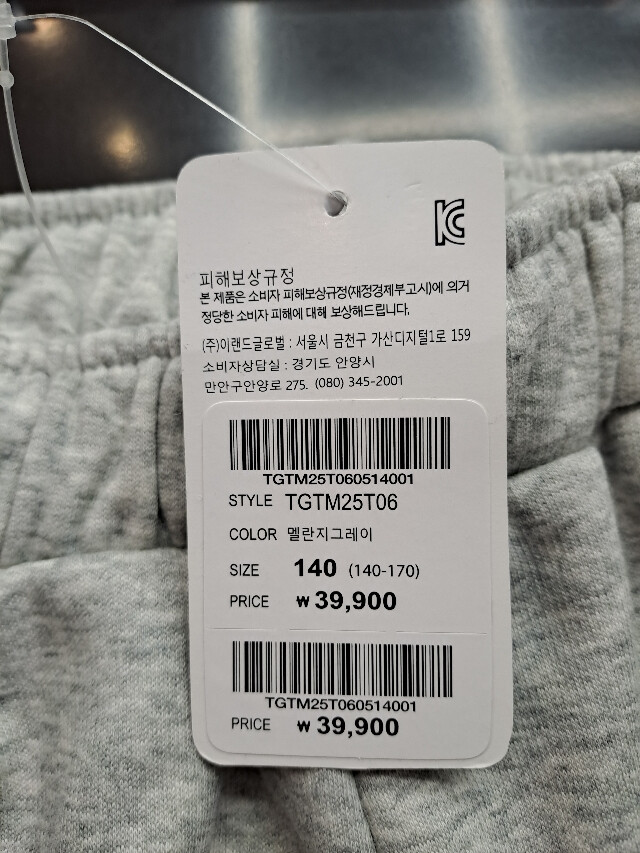 KC
피해보상규정
본 제품은 소비자 피해보상규정(재정경제부고시)에 의거
정당한 소비자 피해에 대해 보상해드립니다.
(주)이랜드글로벌 : 서울시 금천구 가산디지털1로 159
소비자상담실 : 경기도 안양시
만안구안양로 275. (080) 345-2001
TGTM25T060514001
STYLE TGTM25T06
COLOR 멜란지그레이
SIZE 140 (140-170)
PRICE ₩ 39,900
TGTM25T060514001
PRICE ₩ 39,900